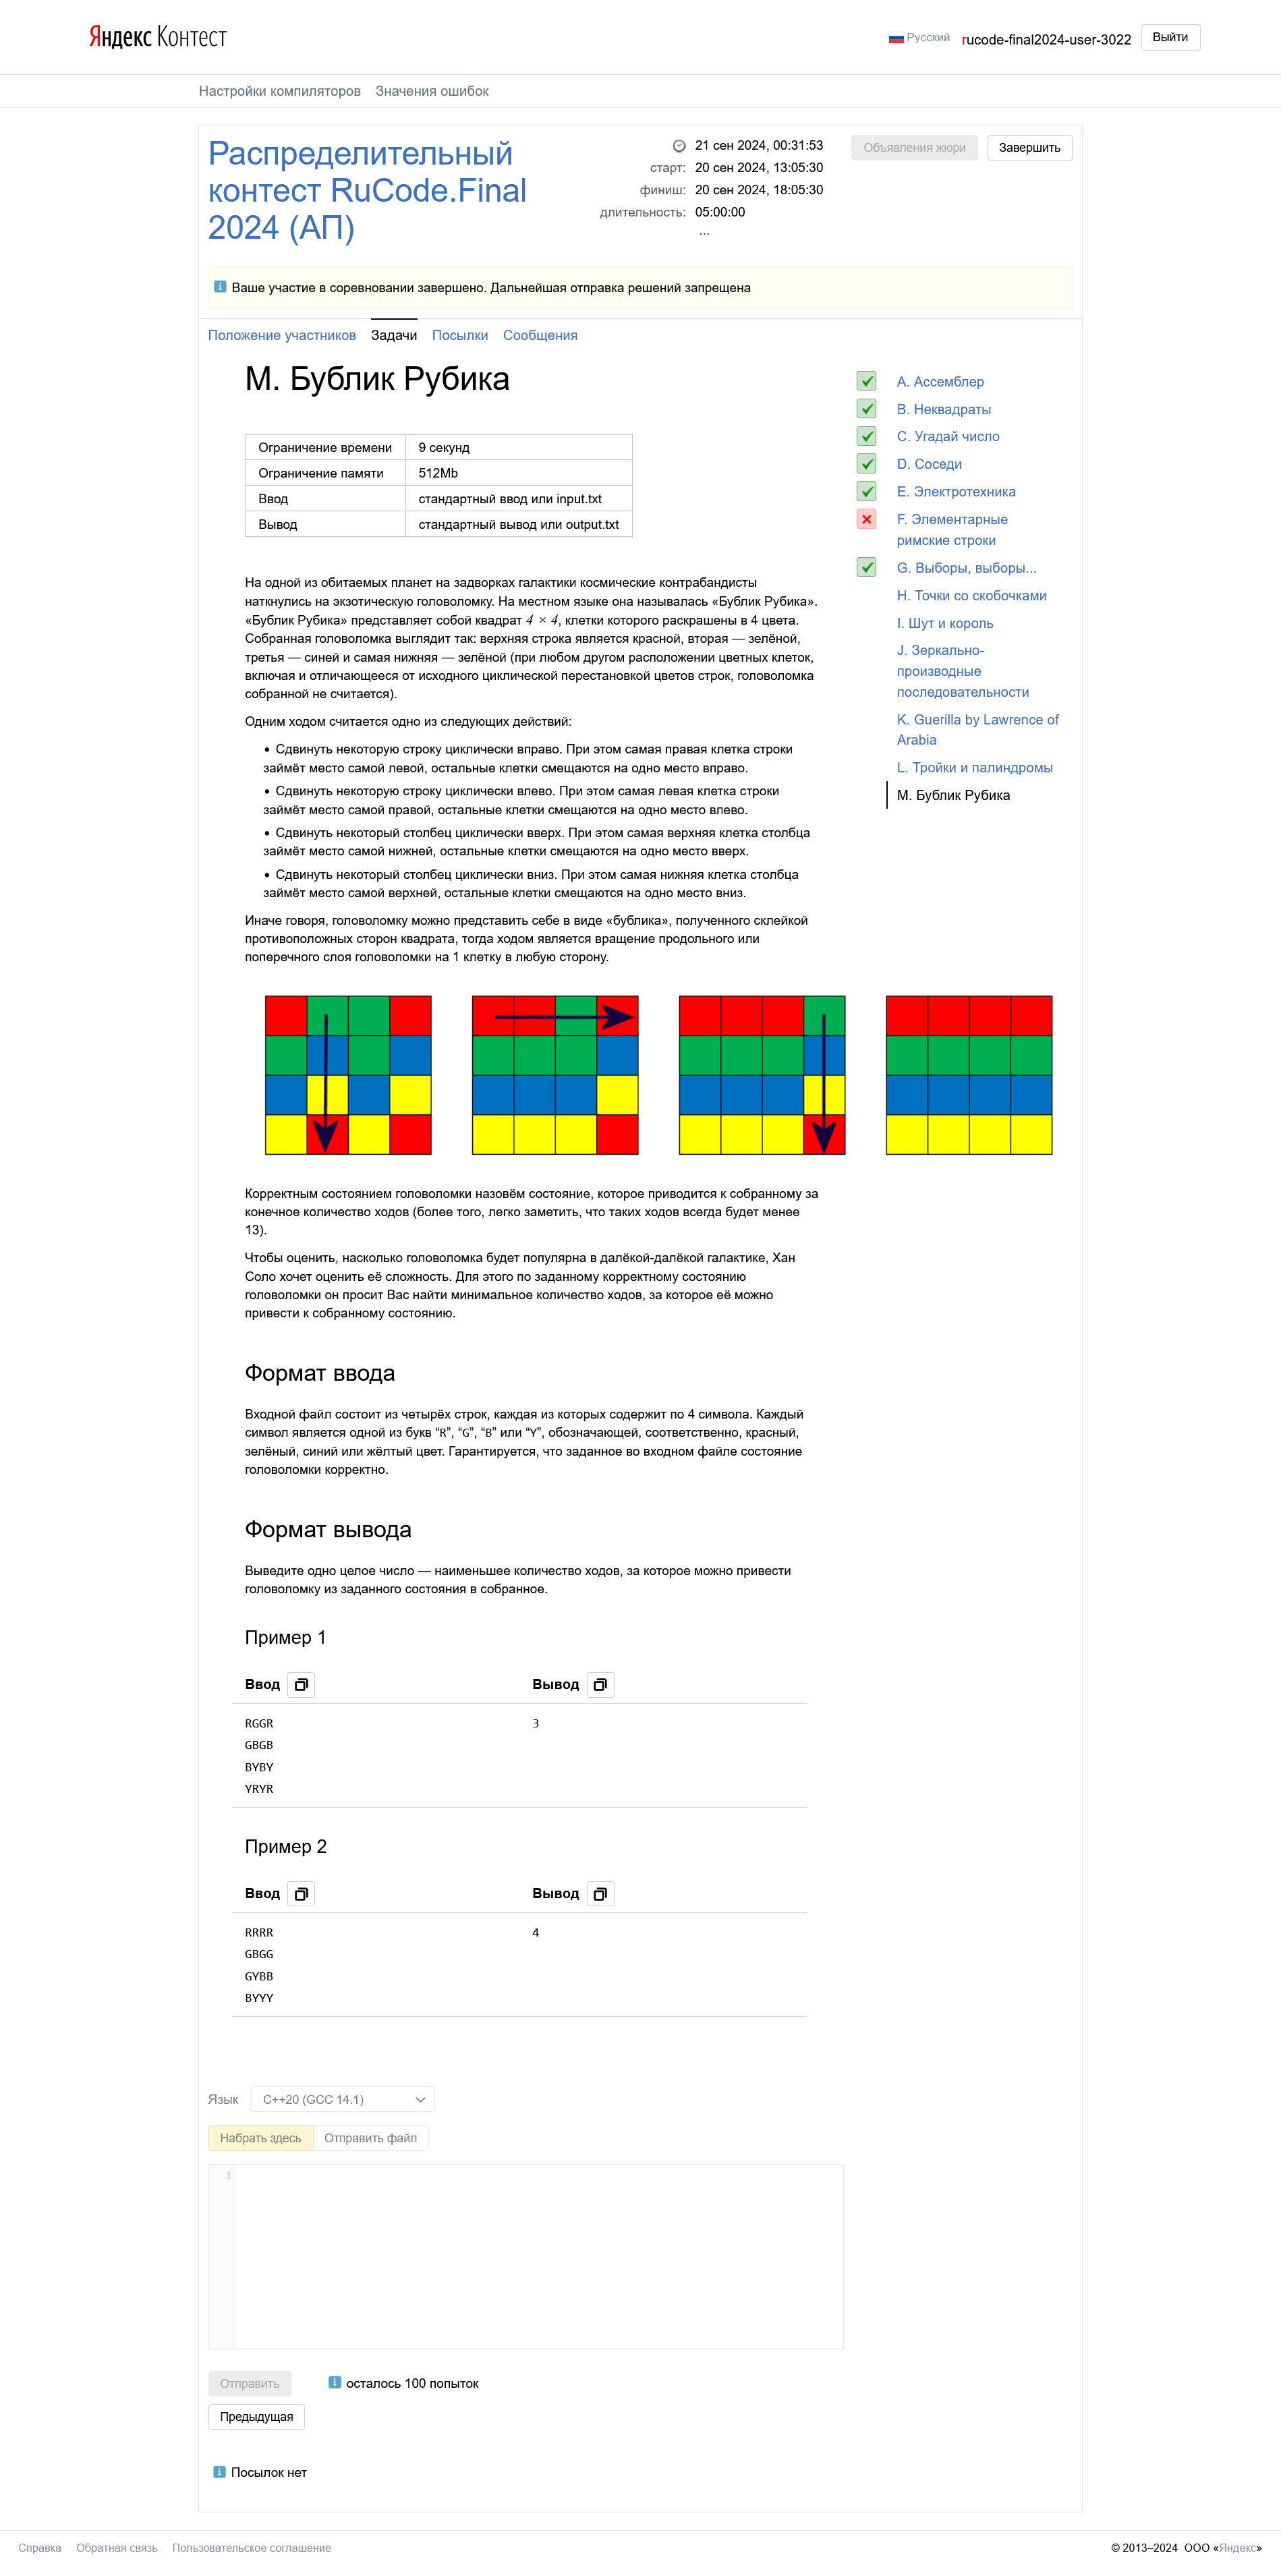 Яндекс Контест
Русский
rucode-final2024-user-3022
Выйти
Настройки компиляторов
Значения ошибок
Распределительный
контест RuCode.Final
2024 (АП)
21 сен 2024, 00:31:53
старт: 20 сен 2024, 13:05:30
финиш: 20 сен 2024, 18:05:30
длительность: 05:00:00
...
Объявления жюри
Завершить
Ваше участие в соревновании завершено. Дальнейшая отправка решений запрещена
Положение участников
Задачи
Посылки
Сообщения
M. Бублик Рубика
Ограничение времени 9 секунд
Ограничение памяти 512Mb
Ввод стандартный ввод или input.txt
Вывод стандартный вывод или output.txt
На одной из обитаемых планет на задворках галактики космические контрабандисты
наткнулись на экзотическую головоломку. На местном языке она называлась «Бублик Рубика».
«Бублик Рубика» представляет собой квадрат 4 × 4, клетки которого раскрашены в 4 цвета.
Собранная головоломка выглядит так: верхняя строка является красной, вторая — зелёной,
третья — синей и самая нижняя — зелёной (при любом другом расположении цветных клеток,
включая и отличающееся от исходного циклической перестановкой цветов строк, головоломка
собранной не считается).
Одним ходом считается одно из следующих действий:
• Сдвинуть некоторую строку циклически вправо. При этом самая правая клетка строки
займёт место самой левой, остальные клетки смещаются на одно место вправо.
• Сдвинуть некоторую строку циклически влево. При этом самая левая клетка строки
займёт место самой правой, остальные клетки смещаются на одно место влево.
• Сдвинуть некоторый столбец циклически вверх. При этом самая верхняя клетка столбца
займёт место самой нижней, остальные клетки смещаются на одно место вверх.
• Сдвинуть некоторый столбец циклически вниз. При этом самая нижняя клетка столбца
займёт место самой верхней, остальные клетки смещаются на одно место вниз.
Иначе говоря, головоломку можно представить себе в виде «бублика», полученного склейкой
противоположных сторон квадрата, тогда ходом является вращение продольного или
поперечного слоя головоломки на 1 клетку в любую сторону.
Корректным состоянием головоломки назовём состояние, которое приводится к собранному за
конечное количество ходов (более того, легко заметить, что таких ходов всегда будет менее
13).
Чтобы оценить, насколько головоломка будет популярна в далёкой-далёкой галактике, Хан
Соло хочет оценить её сложность. Для этого по заданному корректному состоянию
головоломки он просит Вас найти минимальное количество ходов, за которое её можно
привести к собранному состоянию.
Формат ввода
Входной файл состоит из четырёх строк, каждая из которых содержит по 4 символа. Каждый
символ является одной из букв “R”, “G”, “B” или “Y”, обозначающей, соответственно, красный,
зелёный, синий или жёлтый цвет. Гарантируется, что заданное во входном файле состояние
головоломки корректно.
Формат вывода
Выведите одно целое число — наименьшее количество ходов, за которое можно привести
головоломку из заданного состояния в собранное.
Пример 1
Ввод Вывод
RGGR 3
GBGB
BYBY
YRYR
Пример 2
Ввод Вывод
RRRR 4
GBGG
GYBB
BYYY
A. Ассемблер
B. Неквадраты
C. Угадай число
D. Соседи
E. Электротехника
F. Элементарные
римские строки
G. Выборы, выборы...
H. Точки со скобочками
I. Шут и король
J. Зеркально-
производные
последовательности
K. Guerilla by Lawrence of
Arabia
L. Тройки и палиндромы
M. Бублик Рубика
Язык
C++20 (GCC 14.1)
Набрать здесь
Отправить файл
1
Отправить
осталось 100 попыток
Предыдущая
Посылок нет
Справка
Обратная связь
Пользовательское соглашение
© 2013–2024 ООО «Яндекс»